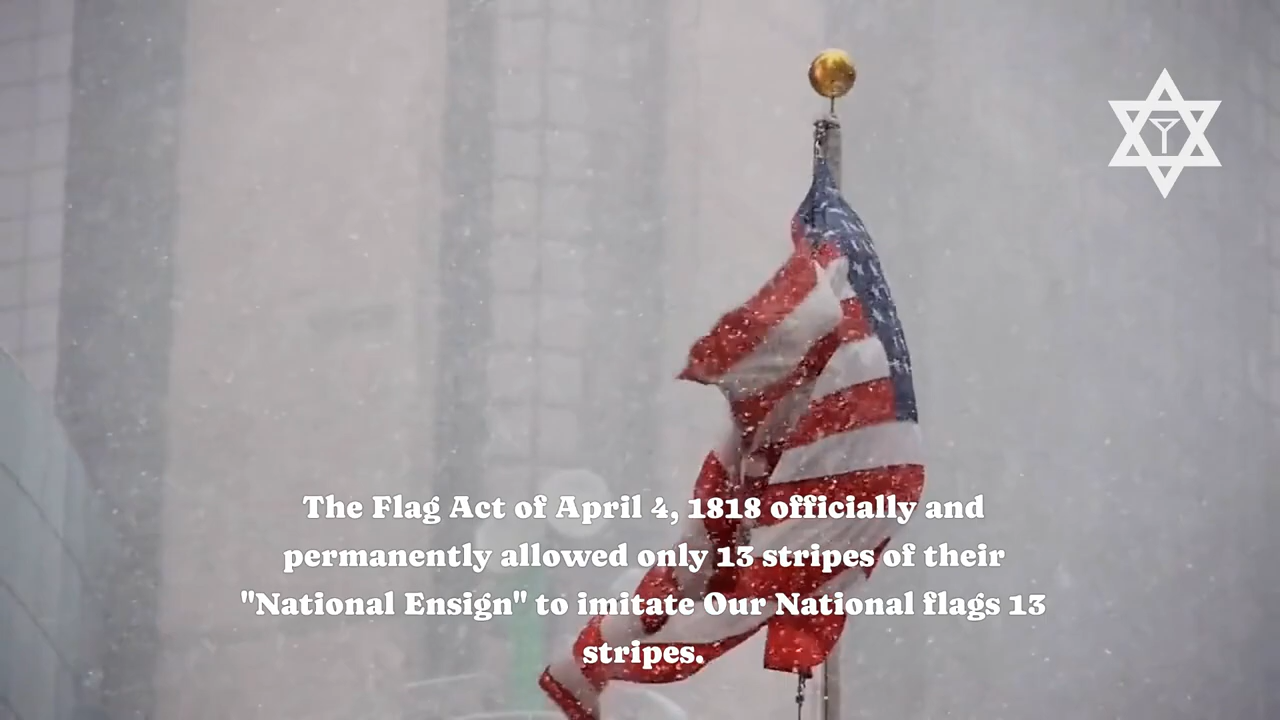 The Flag Act of April 4, 1818 officially and
permanently allowed only 13 stripes of their
"National Ensign" to imitate Our National flags 13
stripes.